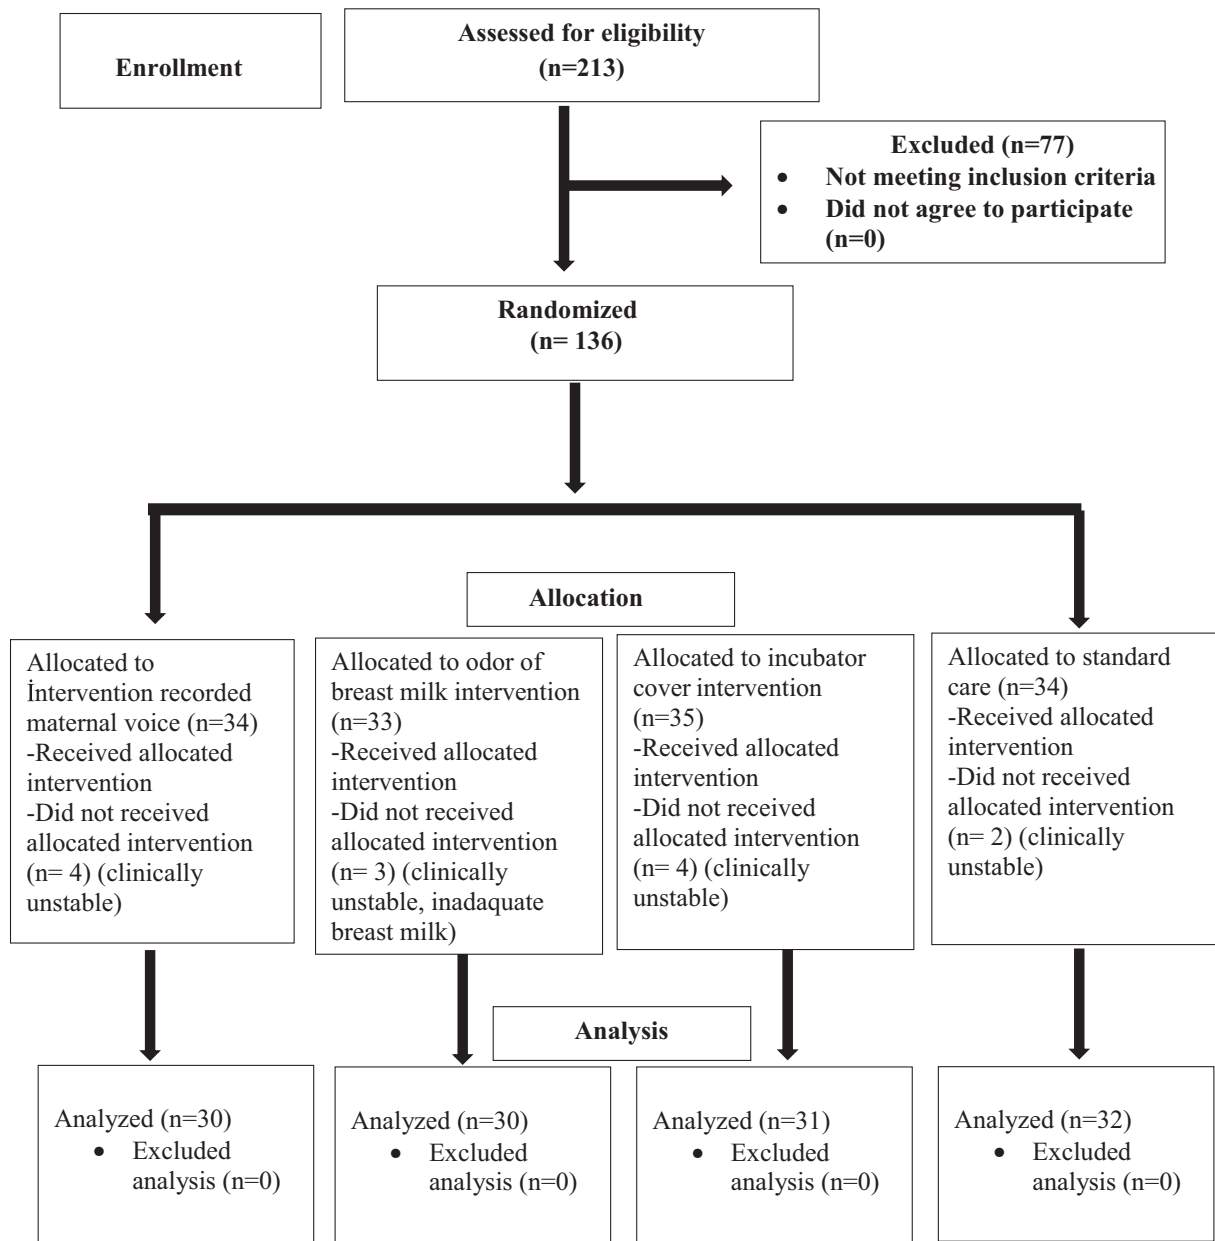 Enrollment
Assessed for eligibility
(n=213)
Excluded (n=77)
• Not meeting inclusion criteria
• Did not agree to participate
(n=0)
Randomized
(n= 136)
Allocation
Allocated to
İntervention recorded
maternal voice (n=34)
-Received allocated
intervention
-Did not received
allocated intervention
(n= 4) (clinically
unstable)
Allocated to odor of
breast milk intervention
(n=33)
-Received allocated
intervention
-Did not received
allocated intervention
(n= 3) (clinically
unstable, inadaquate
breast milk)
Allocated to incubator
cover intervention
(n=35)
-Received allocated
intervention
-Did not received
allocated intervention
(n= 4) (clinically
unstable)
Allocated to standard
care (n=34)
-Received allocated
intervention
-Did not received
allocated intervention
(n= 2) (clinically
unstable)
Analysis
Analyzed (n=30)
• Excluded
analysis (n=0)
Analyzed (n=30)
• Excluded
analysis (n=0)
Analyzed (n=31)
• Excluded
analysis (n=0)
Analyzed (n=32)
• Excluded
analysis (n=0)